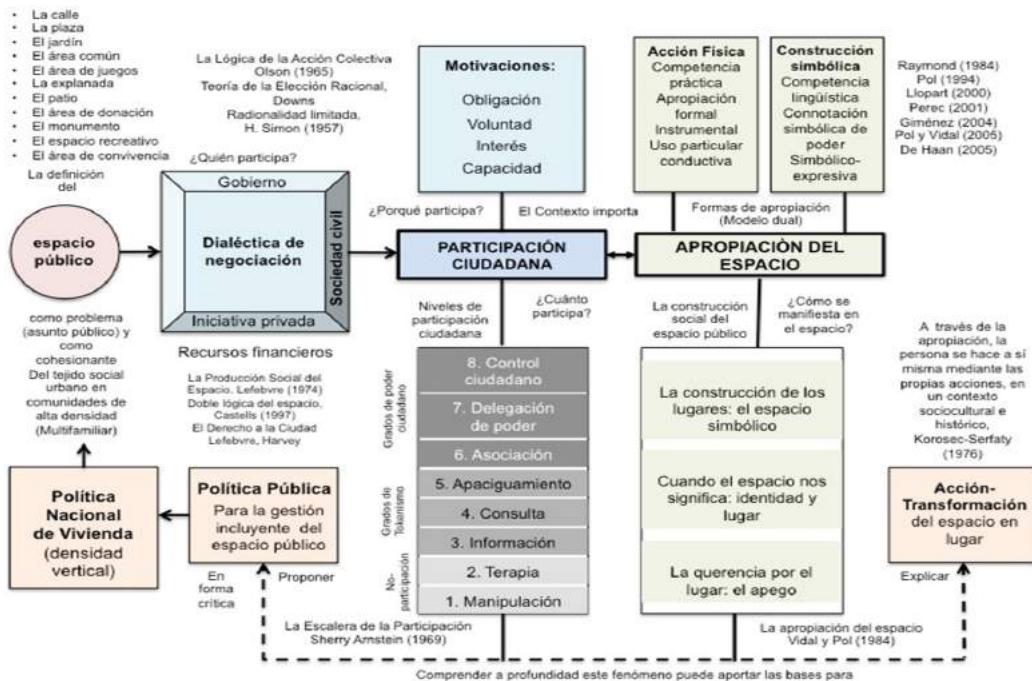 • La calle
• La plaza
• El jardín
• El área común
• El área de juegos
• La explanada
• El patio
• El área de donación
• El monumento
• El espacio recreativo
• El área de convivencia
La definición
del
espacio
público
como problema
(asunto público) y
como
cohesionante
Del tejido social
urbano en
comunidades de
alta densidad
(Multifamiliar)
Política
Nacional
de Vivienda
(densidad
vertical)
La Lógica de la Acción Colectiva
Olson (1965)
Teoría de la Elección Racional,
Downs
Radionalidad limitada,
H. Simon (1957)
¿Quién participa?
Gobierno
Dialéctica de
negociación
Sociedad civil
Iniciativa privada
Recursos financieros
La Producción Social del
Espacio. Lefebvre (1974)
Doble lógica del espacio,
Castells (1997)
El Derecho a la Ciudad
Lefebvre, Harvey
Política Pública
Para la gestión
incluyente del
espacio público
En
forma
crítica
Proponer
Motivaciones:
Obligación
Voluntad
Interés
Capacidad
¿Porqué participa?
El Contexto importa
PARTICIPACIÓN
CIUDADANA
Niveles de
participación
ciudadana
¿Cuánto
participa?
Grados de poder
ciudadano
8. Control
ciudadano
7. Delegación
de poder
6. Asociación
Grados de
Tokanismo
5. Apaciguamiento
4. Consulta
3. Información
No-
participación
2. Terapia
1. Manipulación
La Escalera de la Participación
Sherry Arnstein (1969)
Acción Física
Competencia
práctica
Apropiación
formal
Instrumental
Uso particular
conductiva
Construcción
simbólica
Competencia
lingüística
Connotación
simbólica de
poder
Simbólico-
expresiva
Raymond (1984)
Pol (1994)
Llopart (2000)
Perec (2001)
Giménez (2004)
Pol y Vidal (2005)
De Haan (2005)
Formas de apropiación
(Modelo dual)
APROPIACIÒN DEL
ESPACIO
La construcción
social del
espacio público
¿Cómo se
manifiesta en
el espacio?
La construcción de los
lugares: el espacio
simbólico
Cuando el espacio nos
significa: identidad y
lugar
La querencia por el
lugar: el apego
La apropiación del espacio
Vidal y Pol (1984)
A través de la
apropiación, la
persona se hace a sí
misma mediante las
propias acciones, en
un contexto
sociocultural e
histórico,
Korosec-Serfaty
(1976)
Acción-
Transformación
del espacio en
lugar
Explicar
Comprender a profundidad este fenómeno puede aportar las bases para